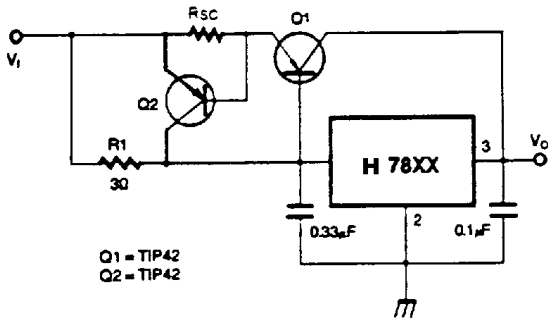 RSC
Q1
VI
Q2
R1
3Ω
H 78XX
3
VO
2
0.33µF
0.1µF
Q1 = TIP42
Q2 = TIP42